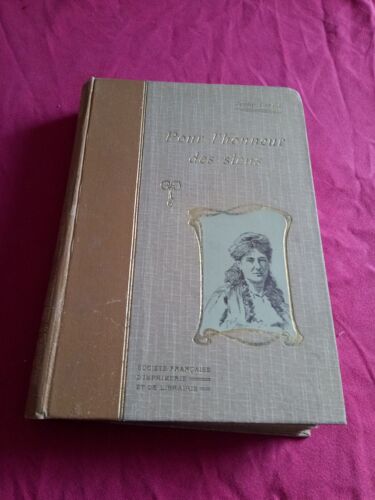 Pour l'honneur
des siens
SOCIÉTÉ FRANÇAISE
D'IMPRIMERIE
ET DE LIBRAIRIE